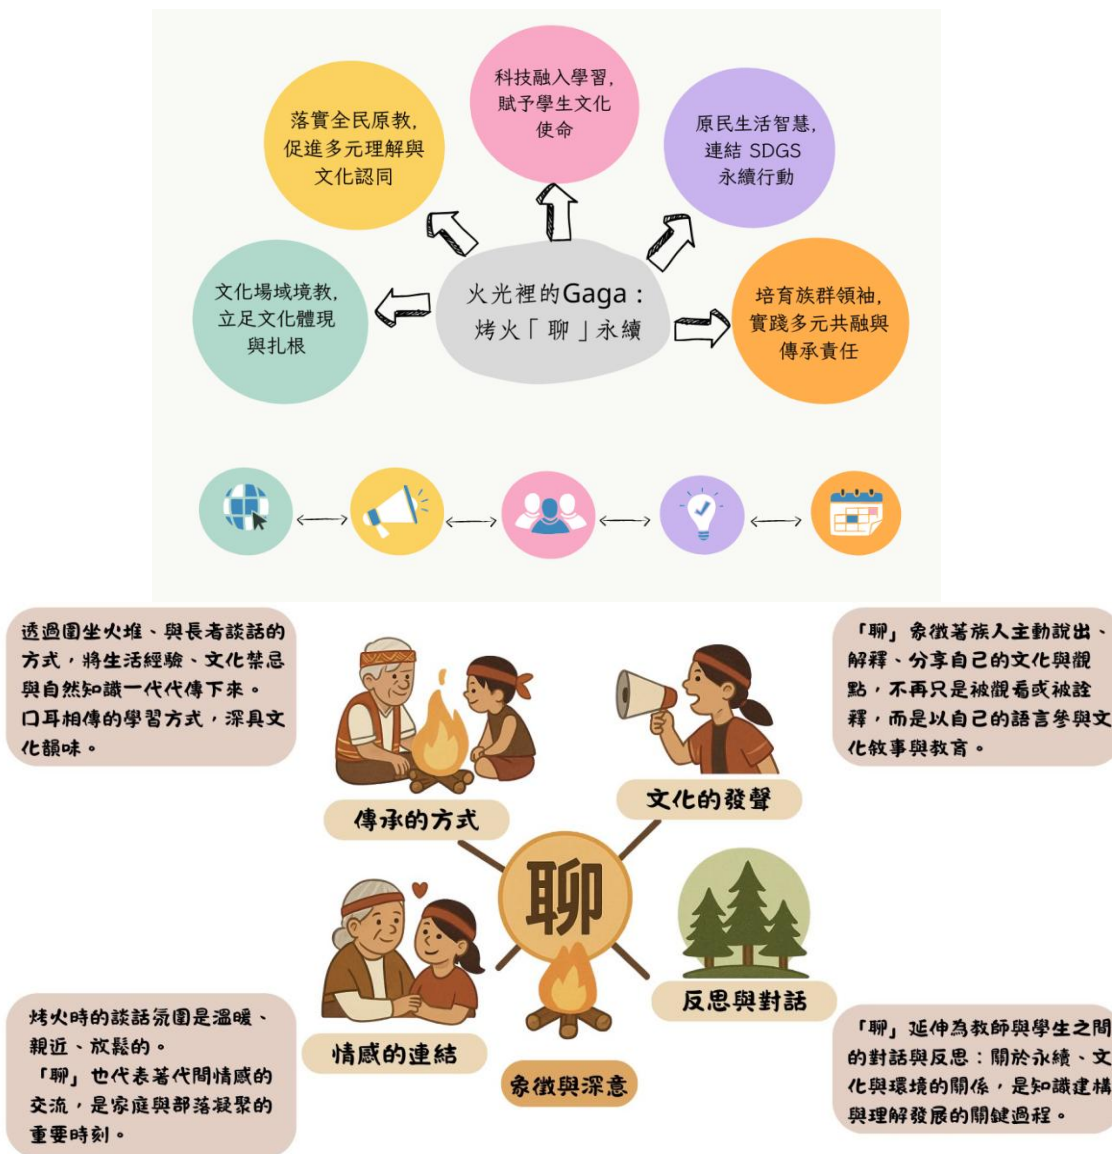 科技融入學習,
賦予學生文化
使命
落實全民原教,
促進多元理解與
文化認同
原民生活智慧,
連結 SDGS
永續行動
文化場域境教,
立足文化體現
與扎根
火光裡的Gaga：
烤火「聊」永續
培育族群領袖,
實踐多元共融與
傳承責任
透過圍坐火堆、與長者談話的
方式，將生活經驗、文化禁忌
與自然知識一代代傳下來。
口耳相傳的學習方式，深具文
化韻味。
「聊」象徵著族人主動說出、
解釋、分享自己的文化與觀
點，不再只是被觀看或被詮
釋，而是以自己的語言參與文
化敘事與教育。
傳承的方式
文化的發聲
聊
情感的連結
反思與對話
象徵與深意
烤火時的談話氛圍是溫暖、
親近、放鬆的。
「聊」也代表著代間情感的
交流，是家庭與部落凝聚的
重要時刻。
「聊」延伸為教師與學生之間
的對話與反思：關於永續、文
化與環境的關係，是知識建構
與理解發展的關鍵過程。